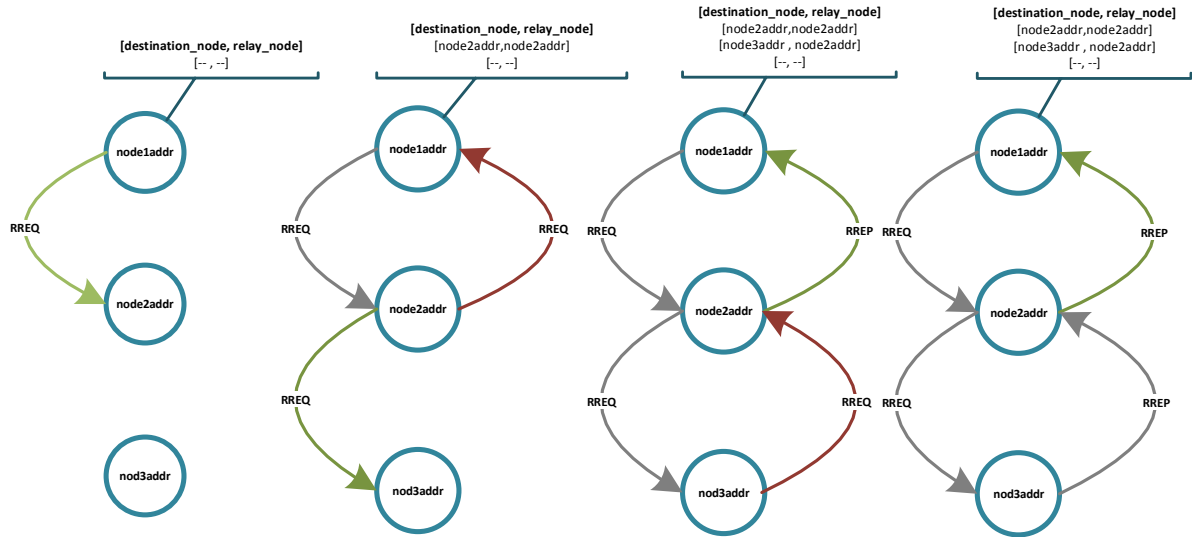 [destination_node, relay_node]
[-- , --]
node1addr
RREQ
node2addr
nod3addr
[destination_node, relay_node]
[node2addr,node2addr]
[-- , --]
node1addr
RREQ
RREQ
node2addr
RREQ
nod3addr
[destination_node, relay_node]
[node2addr,node2addr]
[node3addr , node2addr]
[--, --]
node1addr
RREQ
RREP
node2addr
RREQ
RREQ
nod3addr
[destination_node, relay_node]
[node2addr,node2addr]
[node3addr , node2addr]
[--, --]
node1addr
RREQ
RREP
node2addr
RREQ
RREP
nod3addr